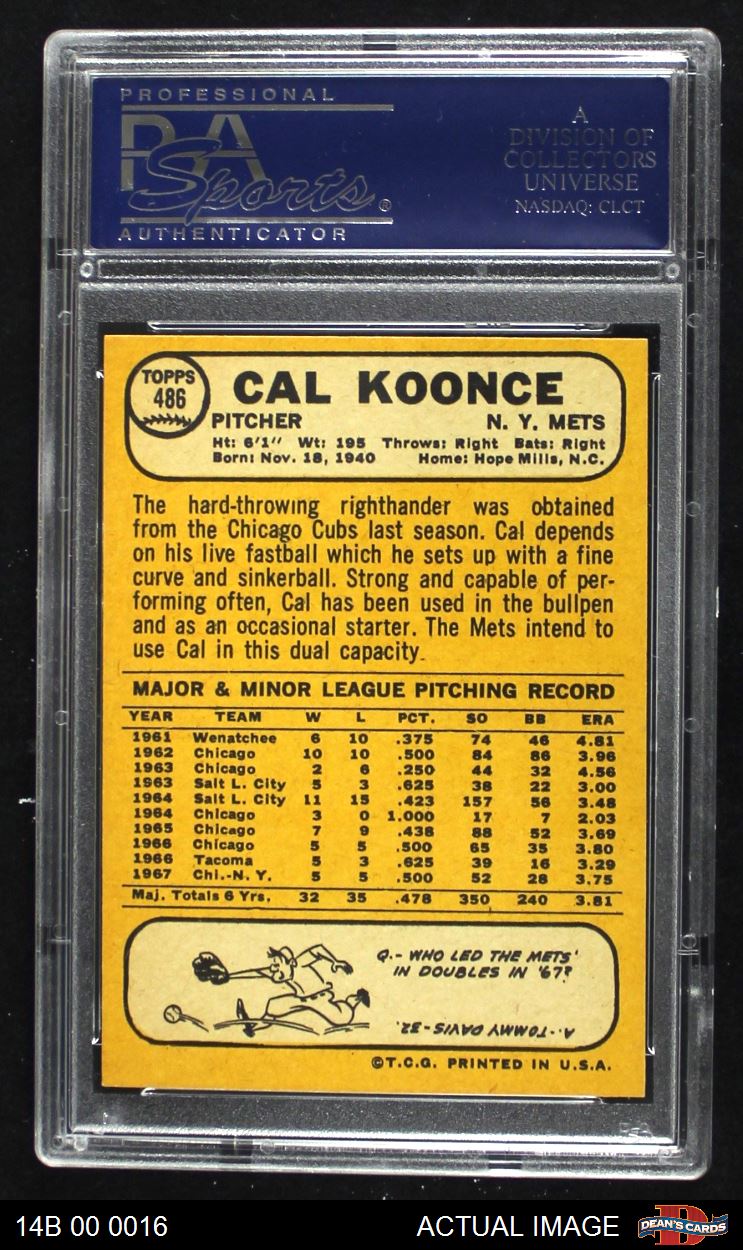 PROFESSIONAL
PSA
Sports®
AUTHENTICATOR
A
DIVISION OF
COLLECTORS
UNIVERSE
NASDAQ: CLCT
TOPPS
486
CAL KOONCE
PITCHER N. Y. METS
Ht: 6'1" Wt: 195 Throws: Right Bats: Right
Born: Nov. 18, 1940 Home: Hope Mills, N.C.
The hard-throwing righthander was obtained
from the Chicago Cubs last season. Cal depends
on his live fastball which he sets up with a fine
curve and sinkerball. Strong and capable of per-
forming often, Cal has been used in the bullpen
and as an occasional starter. The Mets intend to
use Cal in this dual capacity.
MAJOR & MINOR LEAGUE PITCHING RECORD
YEAR TEAM W L PCT. SO BB ERA
1961 Wenatchee 6 10 .375 74 46 4.81
1962 Chicago 10 10 .500 84 86 3.96
1963 Chicago 2 6 .250 44 32 4.56
1963 Salt L. City 5 3 .625 38 22 3.00
1964 Salt L. City 11 15 .423 157 56 3.48
1964 Chicago 3 0 1.000 17 7 2.03
1965 Chicago 7 9 .438 88 52 3.69
1966 Chicago 5 5 .500 65 35 3.80
1966 Tacoma 5 3 .625 39 16 3.29
1967 Chi.-N. Y. 5 5 .500 52 28 3.75
Maj. Totals 6 Yrs. 32 35 .478 350 240 3.81
Q.- WHO LED THE METS'
IN DOUBLES IN '67?
A.- TOMMY DAVIS-32.
©T.C.G. PRINTED IN U.S.A.
PSA
14B 00 0016 ACTUAL IMAGE
D
DEAN'S CARDS